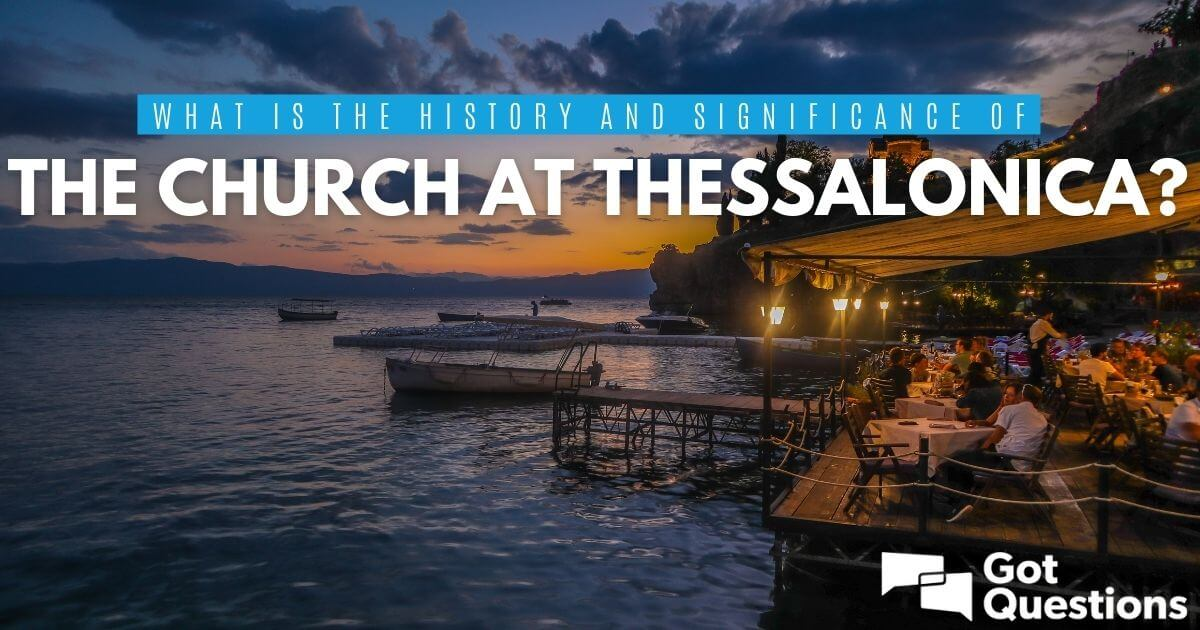 WHAT IS THE HISTORY AND SIGNIFICANCE OF
THE CHURCH AT THESSALONICA?
Got
Questions